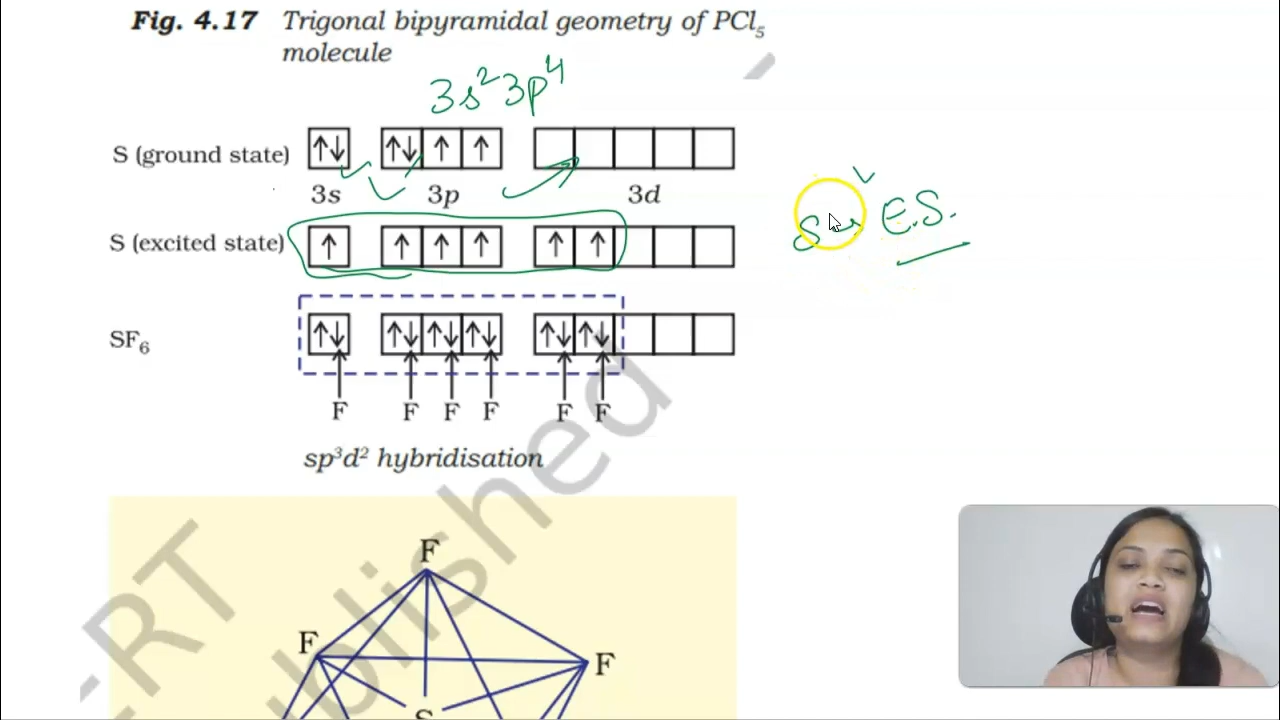 Fig. 4.17 Trigonal bipyramidal geometry of PCl₅
molecule
3s² 3p⁴
S (ground state) ↑↓ ↑↓ ↑ ↑
3s 3p 3d
S (excited state) ↑ ↑ ↑ ↑ ↑ ↑
E.S.
SF₆ ↑↓ ↑↓ ↑↓ ↑↓ ↑↓ ↑↓
F F F F F F
sp³d² hybridisation
F
F
F
S